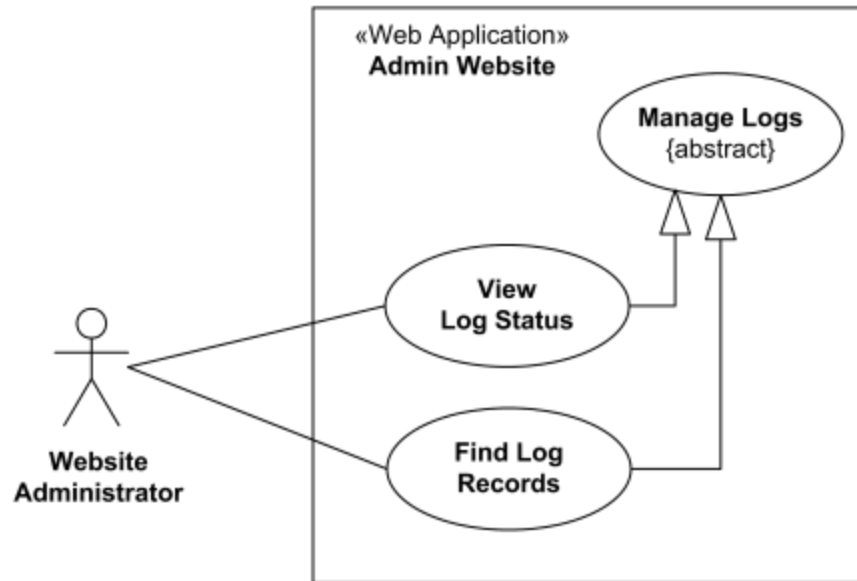 «Web Application»
Admin Website
Manage Logs
{abstract}
View
Log Status
Find Log
Records
Website
Administrator